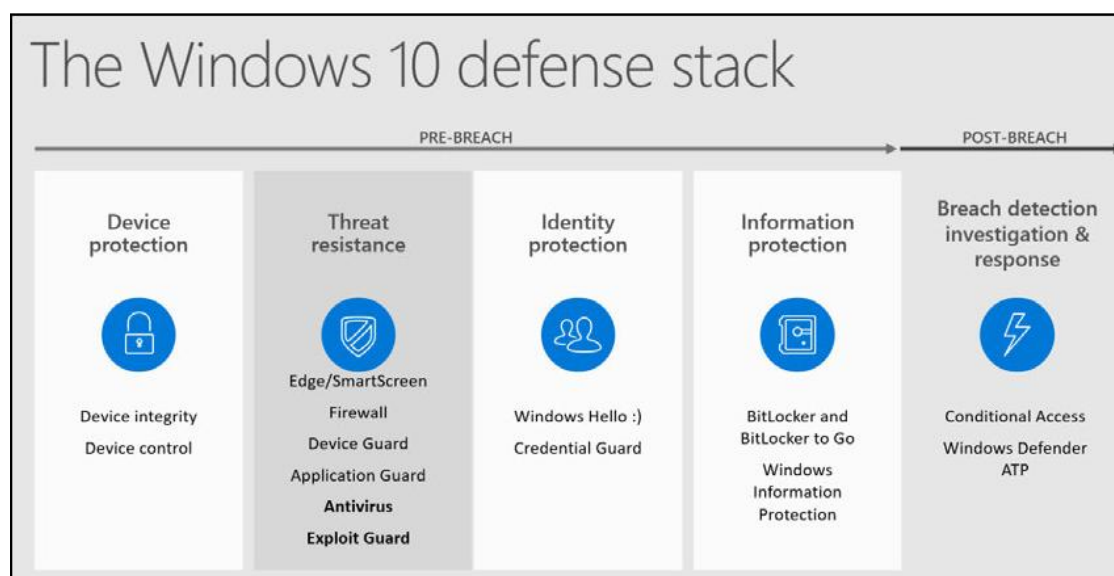 The Windows 10 defense stack
PRE-BREACH
POST-BREACH
Device
protection
Device integrity
Device control
Threat
resistance
Edge/SmartScreen
Firewall
Device Guard
Application Guard
Antivirus
Exploit Guard
Identity
protection
Windows Hello :)
Credential Guard
Information
protection
BitLocker and
BitLocker to Go
Windows
Information
Protection
Breach detection
investigation &
response
Conditional Access
Windows Defender
ATP